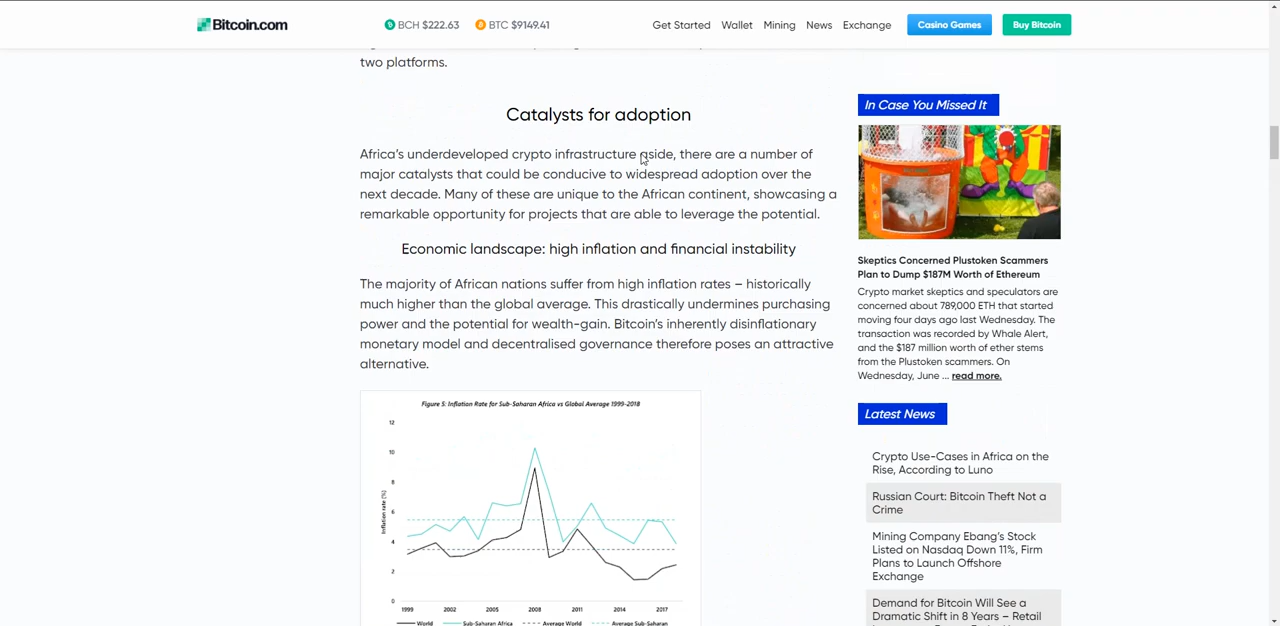 Bitcoin.com
BCH $222.63 BTC $9149.41
Get Started Wallet Mining News Exchange Casino Games Buy Bitcoin
two platforms.
Catalysts for adoption
Africa's underdeveloped crypto infrastructure aside, there are a number of
major catalysts that could be conducive to widespread adoption over the
next decade. Many of these are unique to the African continent, showcasing a
remarkable opportunity for projects that are able to leverage the potential.
Economic landscape: high inflation and financial instability
The majority of African nations suffer from high inflation rates – historically
much higher than the global average. This drastically undermines purchasing
power and the potential for wealth-gain. Bitcoin's inherently disinflationary
monetary model and decentralised governance therefore poses an attractive
alternative.
Figure 5: Inflation Rate for Sub-Saharan Africa vs Global Average 1999-2018
12
10
8
6
4
2
0
Inflation rate (%)
1999 2002 2005 2008 2011 2014 2017
World Sub-Saharan Africa Average World Average Sub-Saharan
In Case You Missed It
Skeptics Concerned Plustoken Scammers
Plan to Dump $187M Worth of Ethereum
Crypto market skeptics and speculators are
concerned about 789,000 ETH that started
moving four days ago last Wednesday. The
transaction was recorded by Whale Alert,
and the $187 million worth of ether stems
from the Plustoken scammers. On
Wednesday, June ... read more.
Latest News
Crypto Use-Cases in Africa on the
Rise, According to Luno
Russian Court: Bitcoin Theft Not a
Crime
Mining Company Ebang's Stock
Listed on Nasdaq Down 11%, Firm
Plans to Launch Offshore
Exchange
Demand for Bitcoin Will See a
Dramatic Shift in 8 Years – Retail